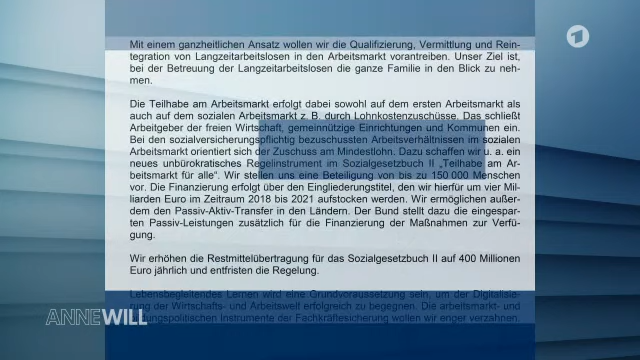 Mit einem ganzheitlichen Ansatz wollen wir die Qualifizierung, Vermittlung und Rein-
tegration von Langzeitarbeitslosen in den Arbeitsmarkt vorantreiben. Unser Ziel ist,
bei der Betreuung der Langzeitarbeitslosen die ganze Familie in den Blick zu neh-
men.
Die Teilhabe am Arbeitsmarkt erfolgt dabei sowohl auf dem ersten Arbeitsmarkt als
auch auf dem sozialen Arbeitsmarkt z. B. durch Lohnkostenzuschüsse. Das schließt
Arbeitgeber der freien Wirtschaft, gemeinnützige Einrichtungen und Kommunen ein.
Bei den sozialversicherungspflichtig bezuschussten Arbeitsverhältnissen im sozialen
Arbeitsmarkt orientiert sich der Zuschuss am Mindestlohn. Dazu schaffen wir u. a. ein
neues unbürokratisches Regelinstrument im Sozialgesetzbuch II „Teilhabe am Ar-
beitsmarkt für alle“. Wir stellen uns eine Beteiligung von bis zu 150 000 Menschen
vor. Die Finanzierung erfolgt über den Eingliederungstitel, den wir hierfür um vier Mil-
liarden Euro im Zeitraum 2018 bis 2021 aufstocken werden. Wir ermöglichen außer-
dem den Passiv-Aktiv-Transfer in den Ländern. Der Bund stellt dazu die eingespar-
ten Passiv-Leistungen zusätzlich für die Finanzierung der Maßnahmen zur Verfü-
gung.
Wir erhöhen die Restmittelübertragung für das Sozialgesetzbuch II auf 400 Millionen
Euro jährlich und entfristen die Regelung.
Lebensbegleitendes Lernen wird eine Grundvoraussetzung sein, um der Digitalisie-
rung der Wirtschafts- und Arbeitswelt erfolgreich zu begegnen. Die arbeitsmarkt- und
bildungspolitischen Instrumente der Fachkräftesicherung wollen wir enger verzahnen.
ANNE WILL